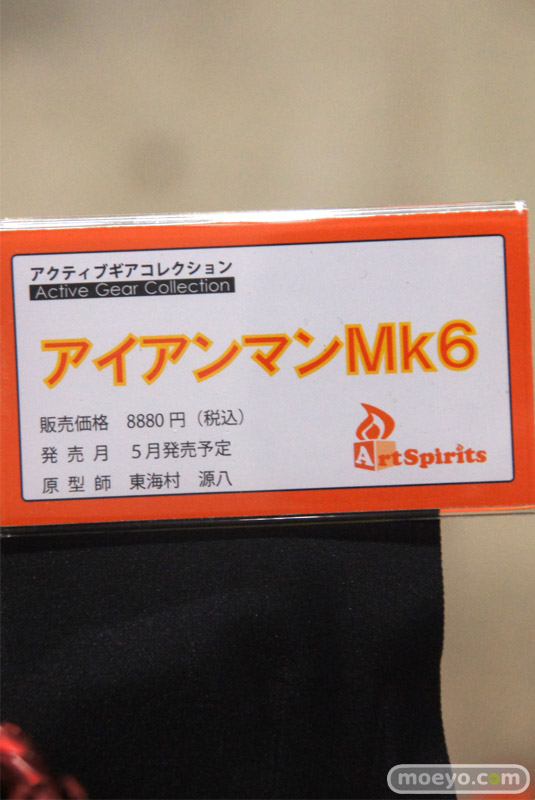 アクティブギアコレクション
Active Gear Collection
アイアンマンMk6
販売価格 8880円（税込）
発売月 5月発売予定
原型師 東海村 源八
ArtSpirits
moeyo.com